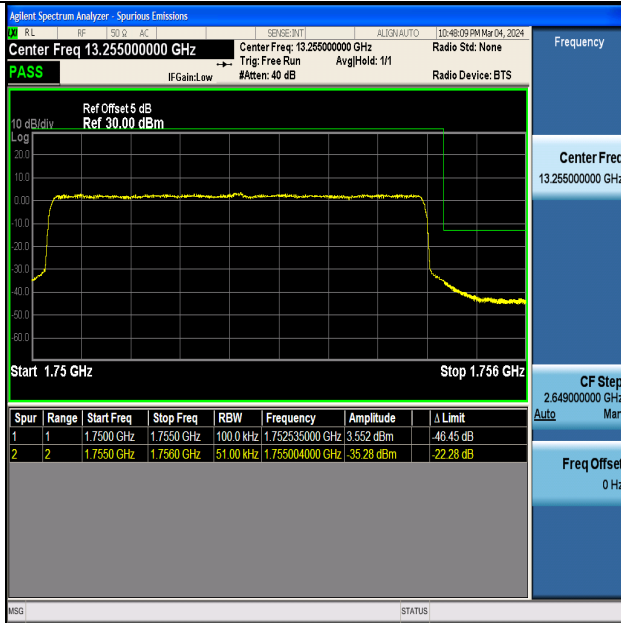 Agilent Spectrum Analyzer - Spurious Emissions
RL RF 50 Ω AC SENSE:INT ALIGN AUTO 10:48:09 PM Mar 04, 2024
Center Freq 13.255000000 GHz
Center Freq: 13.255000000 GHz
Radio Std: None
Trig: Free Run
Avg|Hold: 1/1
PASS
IFGain:Low
#Atten: 40 dB
Radio Device: BTS
Ref Offset 5 dB
10 dB/div Ref 30.00 dBm
Log
20.0
10.0
0.00
-10.0
-20.0
-30.0
-40.0
-50.0
-60.0
Start 1.75 GHz
Stop 1.756 GHz
Spur Range Start Freq Stop Freq RBW Frequency Amplitude Δ Limit
1 1 1.7500 GHz 1.7550 GHz 100.0 kHz 1.752535000 GHz 3.552 dBm -46.45 dB
2 2 1.7550 GHz 1.7560 GHz 51.00 kHz 1.755004000 GHz -35.28 dBm -22.28 dB
MSG
STATUS
Frequency
Center Freq
13.255000000 GHz
CF Step
2.649000000 GHz
Auto Man
Freq Offset
0 Hz